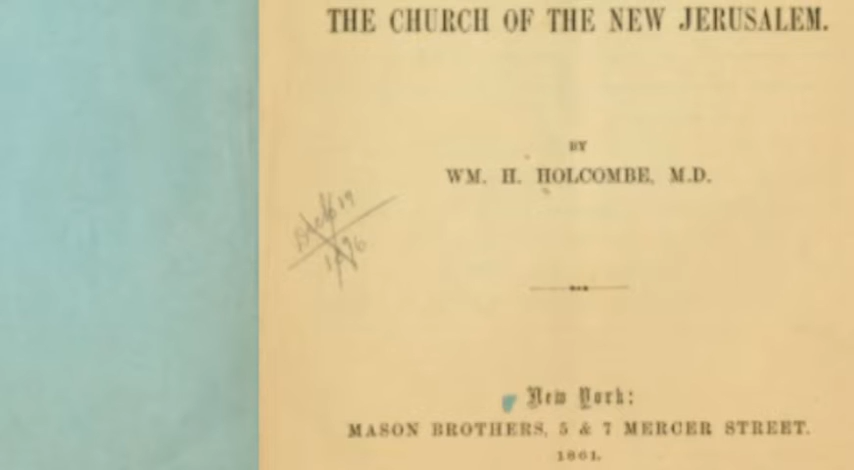 THE CHURCH OF THE NEW JERUSALEM.
BY
WM. H. HOLCOMBE, M.D.
New York:
MASON BROTHERS, 5 & 7 MERCER STREET.
1861.